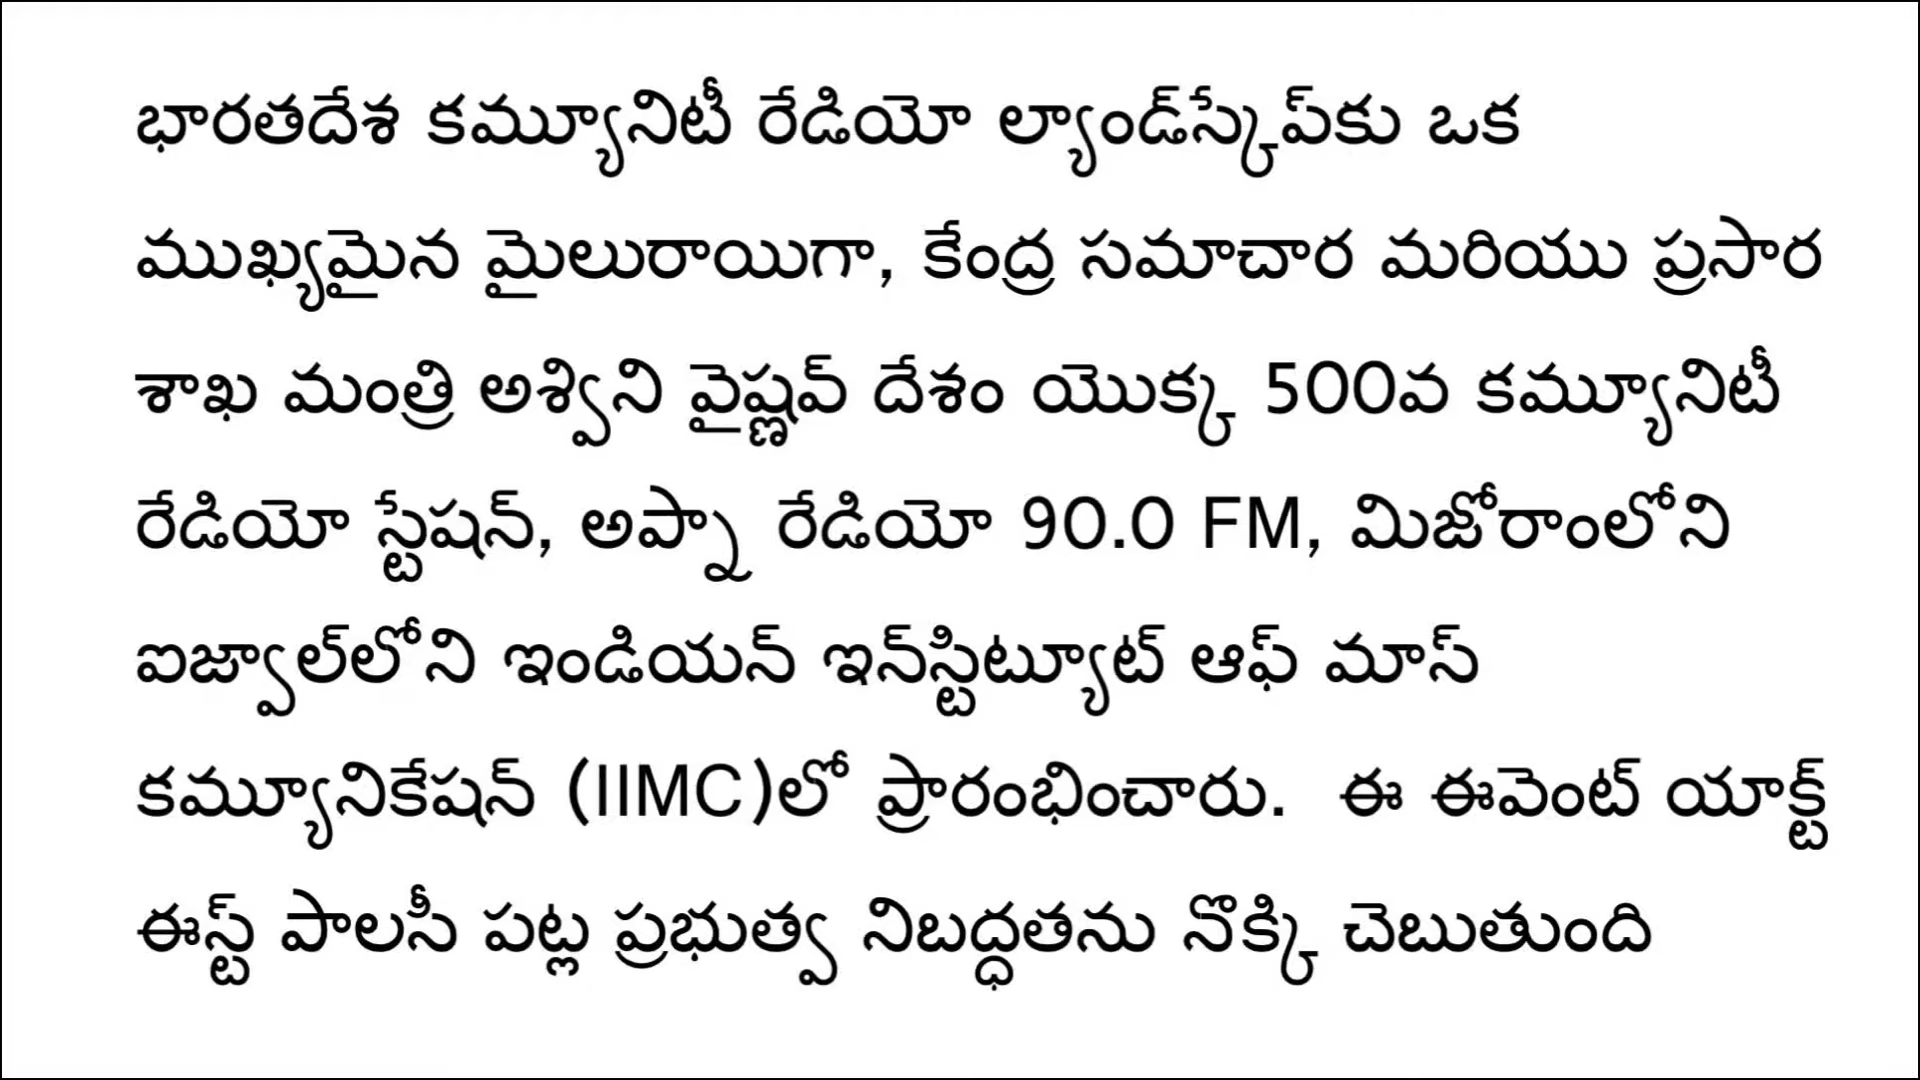 భారతదేశ కమ్యూనిటీ రేడియో ల్యాండ్‌స్కేప్‌కు ఒక
ముఖ్యమైన మైలురాయిగా, కేంద్ర సమాచార మరియు ప్రసార
శాఖ మంత్రి అశ్విని వైష్ణవ్ దేశం యొక్క 500వ కమ్యూనిటీ
రేడియో స్టేషన్, అప్నా రేడియో 90.0 FM, మిజోరాంలోని
ఐజ్వాల్‌లోని ఇండియన్ ఇన్‌స్టిట్యూట్ ఆఫ్ మాస్
కమ్యూనికేషన్ (IIMC)లో ప్రారంభించారు. ఈ ఈవెంట్ యాక్ట్
ఈస్ట్ పాలసీ పట్ల ప్రభుత్వ నిబద్ధతను నొక్కి చెబుతుంది